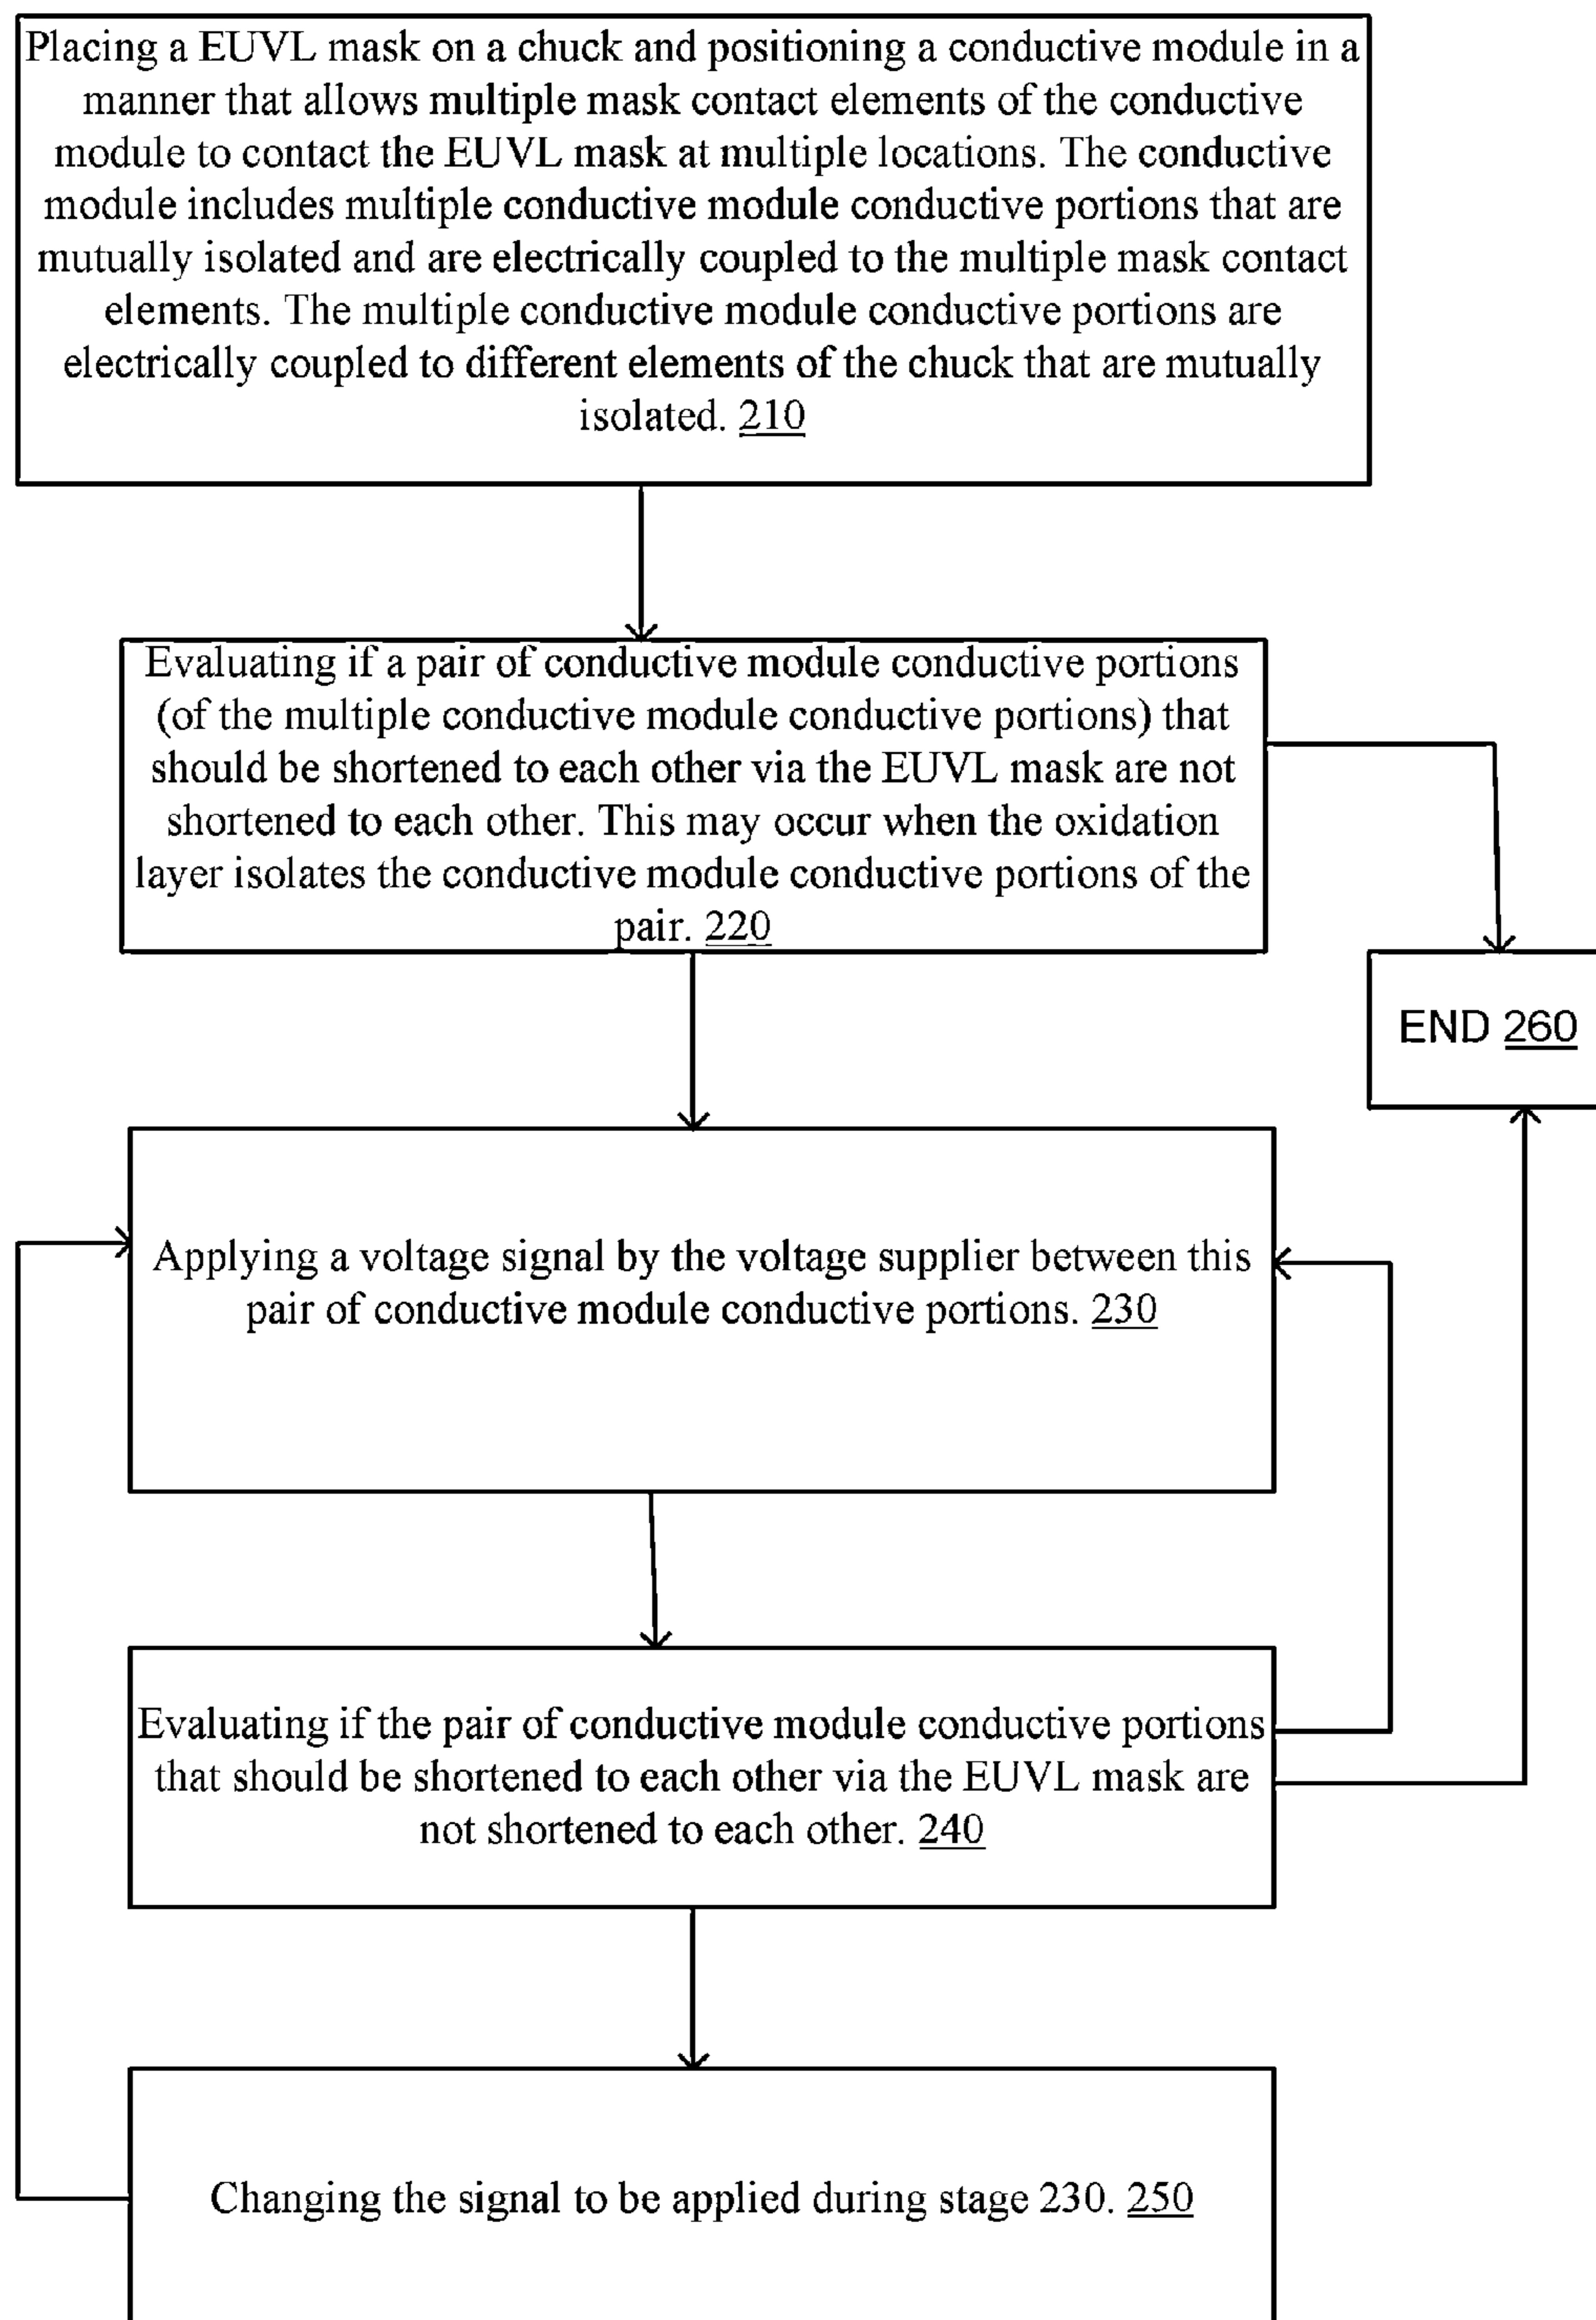 Placing a EUVL mask on a chuck and positioning a conductive module in a
manner that allows multiple mask contact elements of the conductive
module to contact the EUVL mask at multiple locations. The conductive
module includes multiple conductive module conductive portions that are
mutually isolated and are electrically coupled to the multiple mask contact
elements. The multiple conductive module conductive portions are
electrically coupled to different elements of the chuck that are mutually
isolated. 210
Evaluating if a pair of conductive module conductive portions
(of the multiple conductive module conductive portions) that
should be shortened to each other via the EUVL mask are not
shortened to each other. This may occur when the oxidation
layer isolates the conductive module conductive portions of the
pair. 220
END 260
Applying a voltage signal by the voltage supplier between this
pair of conductive module conductive portions. 230
Evaluating if the pair of conductive module conductive portions
that should be shortened to each other via the EUVL mask are
not shortened to each other. 240
Changing the signal to be applied during stage 230. 250